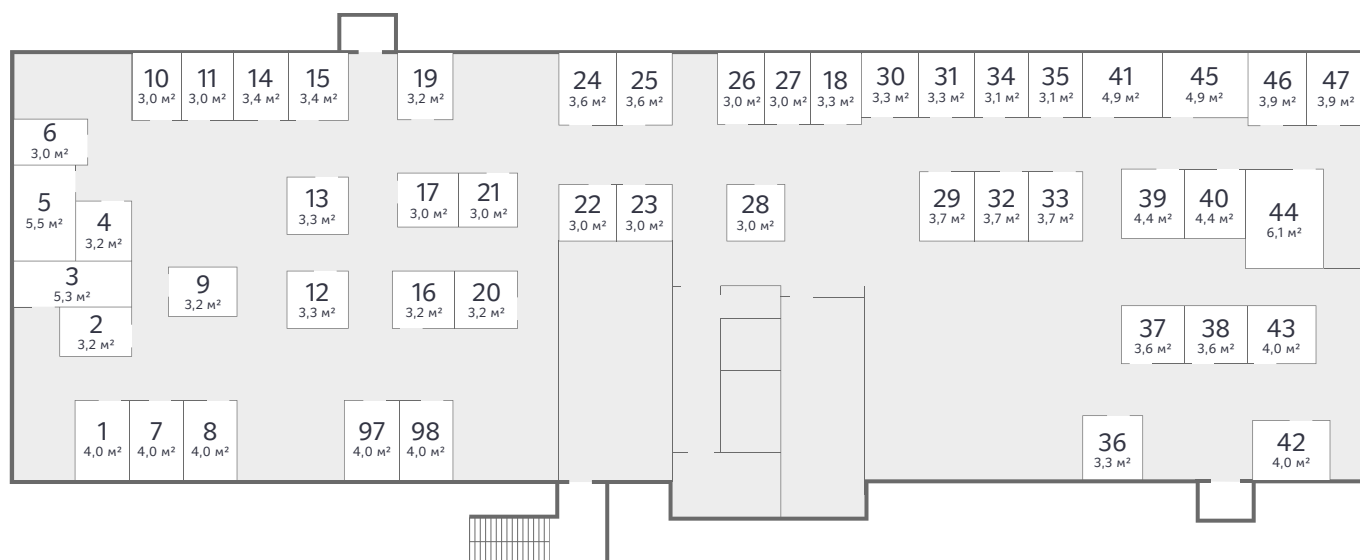 10
3,0 м²
11
3,0 м²
14
3,4 м²
15
3,4 м²
19
3,2 м²
24
3,6 м²
25
3,6 м²
26
3,0 м²
27
3,0 м²
18
3,3 м²
30
3,3 м²
31
3,3 м²
34
3,1 м²
35
3,1 м²
41
4,9 м²
45
4,9 м²
46
3,9 м²
47
3,9 м²
6
3,0 м²
5
5,5 м²
4
3,2 м²
13
3,3 м²
17
3,0 м²
21
3,0 м²
22
3,0 м²
23
3,0 м²
28
3,0 м²
29
3,7 м²
32
3,7 м²
33
3,7 м²
39
4,4 м²
40
4,4 м²
44
6,1 м²
3
5,3 м²
9
3,2 м²
12
3,3 м²
16
3,2 м²
20
3,2 м²
2
3,2 м²
37
3,6 м²
38
3,6 м²
43
4,0 м²
1
4,0 м²
7
4,0 м²
8
4,0 м²
97
4,0 м²
98
4,0 м²
36
3,3 м²
42
4,0 м²